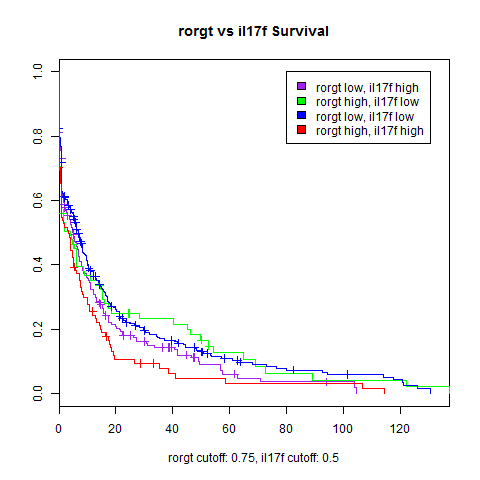 rorgt vs il17f Survival
1.0
0.8
0.6
0.4
0.2
0.0
rorgt low, il17f high
rorgt high, il17f low
rorgt low, il17f low
rorgt high, il17f high
0 20 40 60 80 100 120
rorgt cutoff: 0.75, il17f cutoff: 0.5